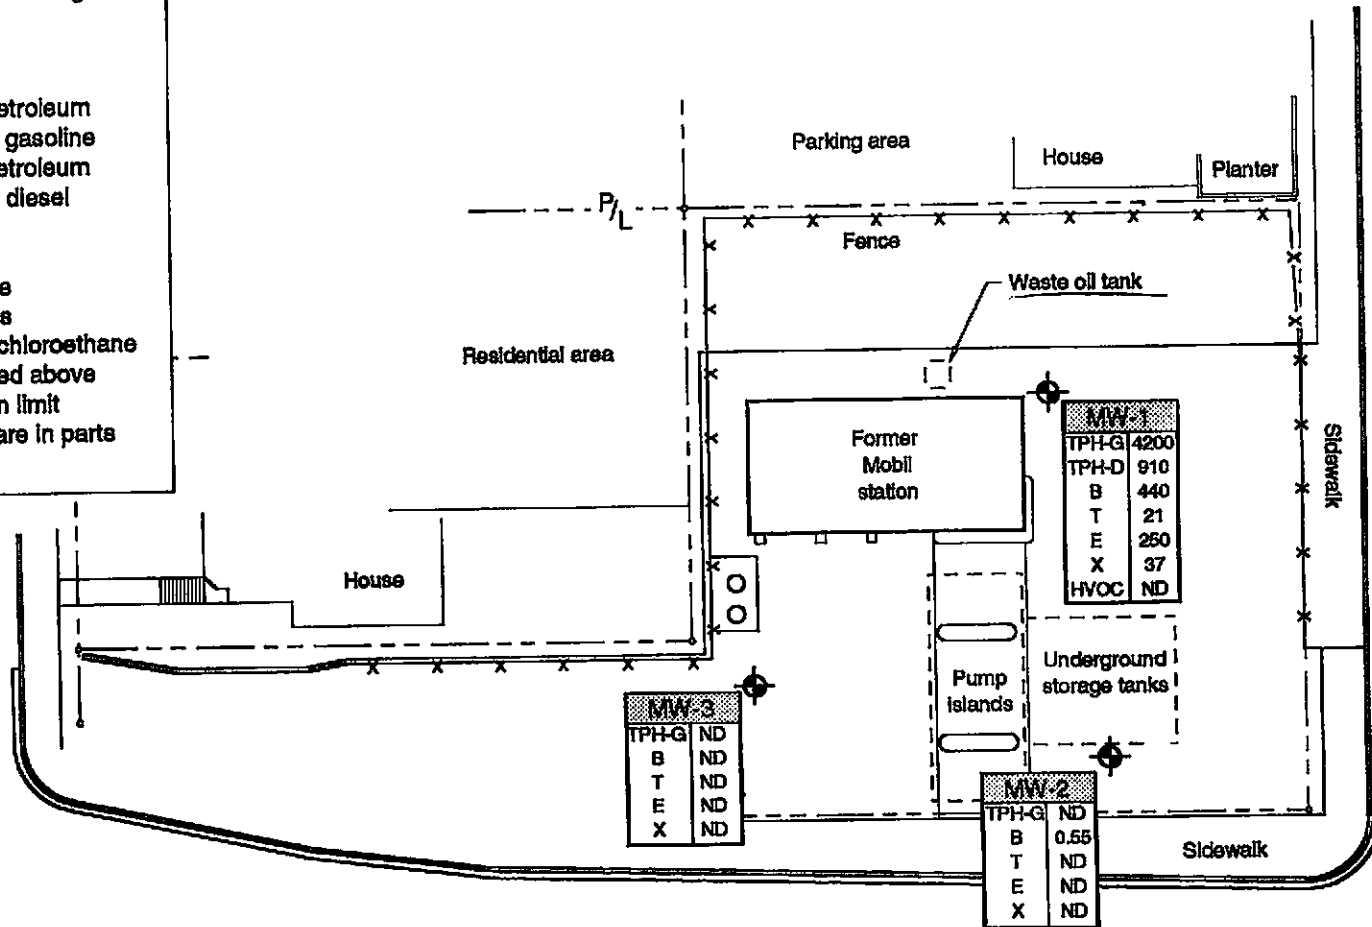 etroleum
gasoline
etroleum
diesel
e
s
chloroethane
ed above
n limit
are in parts
Parking area
House
Planter
P/L
Fence
Waste oil tank
Residential area
Former
Mobil
station
MW-1
TPH-G 4200
TPH-D 910
B 440
T 21
E 250
X 37
HVOC ND
Sidewalk
House
Pump
islands
Underground
storage tanks
MW-3
TPH-G ND
B ND
T ND
E ND
X ND
MW-2
TPH-G ND
B 0.55
T ND
E ND
X ND
Sidewalk